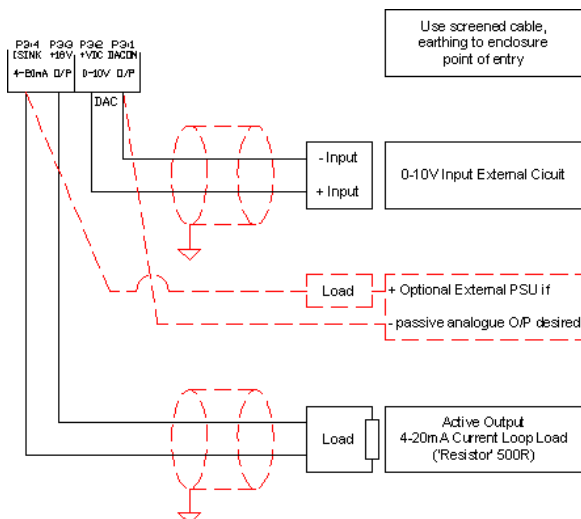 P3:4 P3:3 P3:2 P3:1
ISINK +18V +VDC DACON
4-20mA O/P 0-10V O/P
DAC
Use screened cable,
earthing to enclosure
point of entry
- Input
+ Input
0-10V Input External Cicuit
Load
+ Optional External PSU if
- passive analogue O/P desired
Load
Active Output
4-20mA Current Loop Load
('Resistor' 500R)